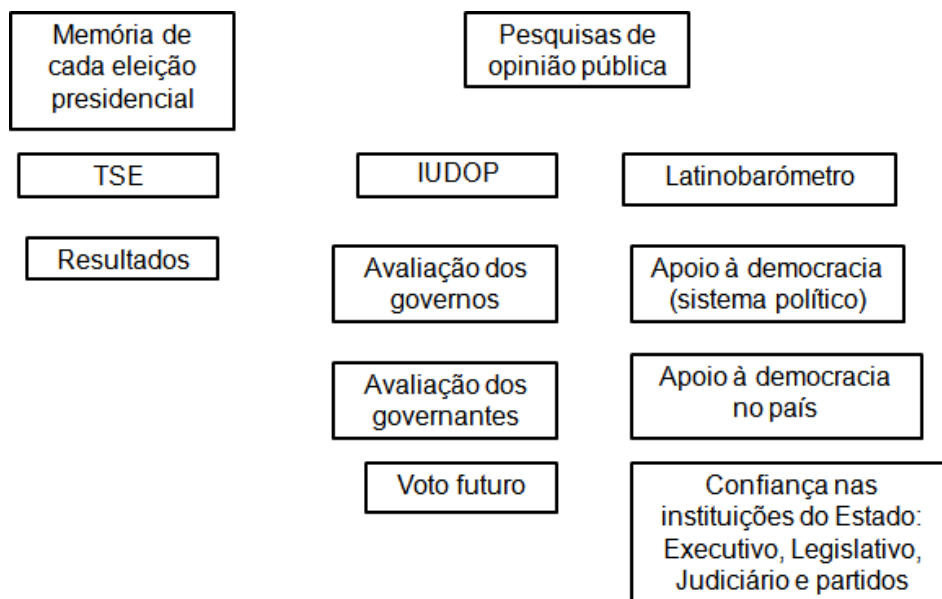 Memória de
cada eleição
presidencial
Pesquisas de
opinião pública
TSE
IUDOP
Latinobarómetro
Resultados
Avaliação dos
governos
Apoio à democracia
(sistema político)
Avaliação dos
governantes
Apoio à democracia
no país
Voto futuro
Confiança nas
instituições do Estado:
Executivo, Legislativo,
Judiciário e partidos